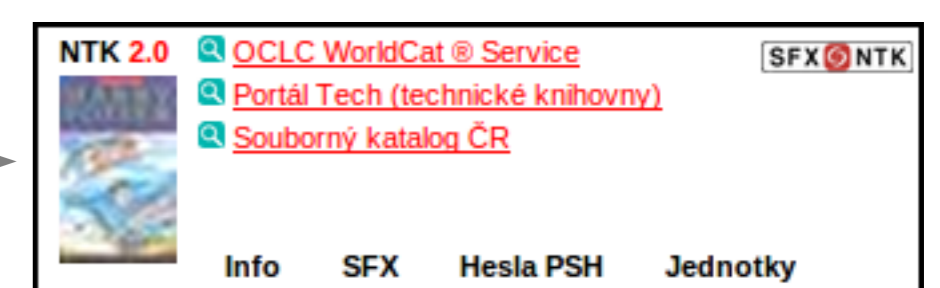 NTK 2.0
OCLC WorldCat ® Service
SFX NTK
Portál Tech (technické knihovny)
Souborný katalog ČR
Info SFX Hesla PSH Jednotky